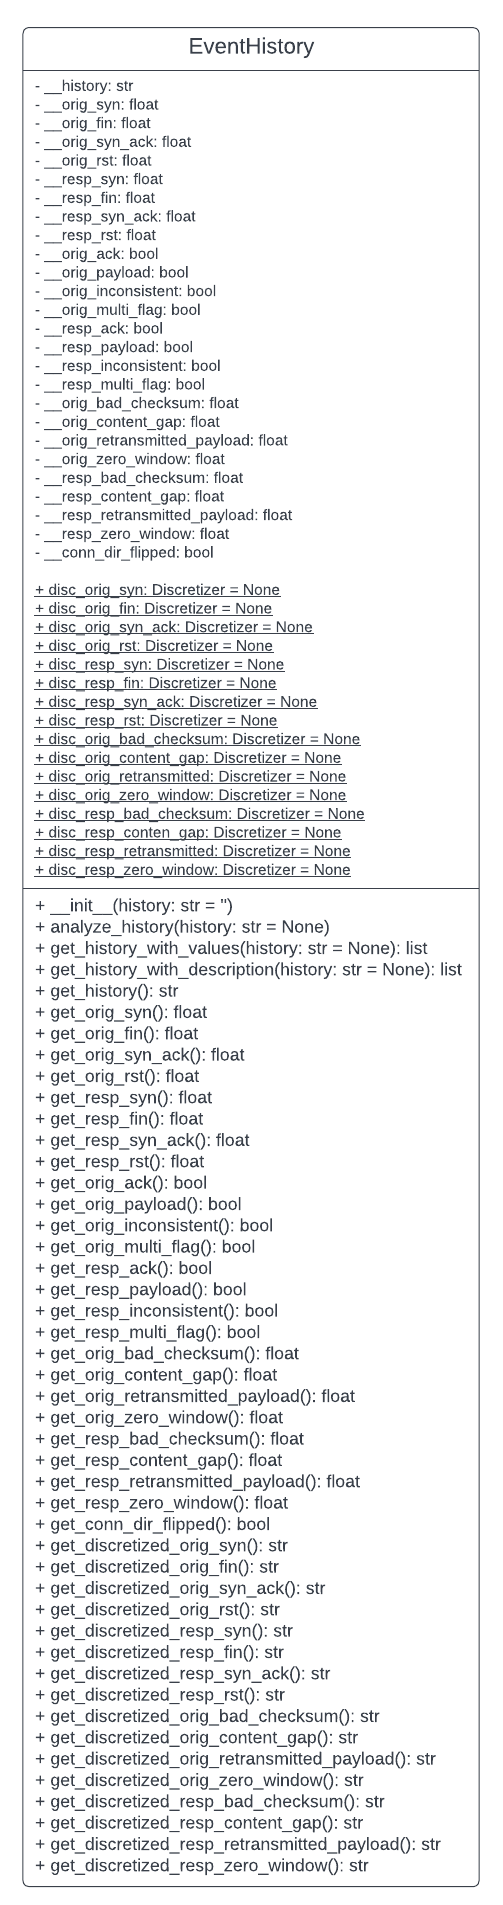 EventHistory
- __history: str
- __orig_syn: float
- __orig_fin: float
- __orig_syn_ack: float
- __orig_rst: float
- __resp_syn: float
- __resp_fin: float
- __resp_syn_ack: float
- __resp_rst: float
- __orig_ack: bool
- __orig_payload: bool
- __orig_inconsistent: bool
- __orig_multi_flag: bool
- __resp_ack: bool
- __resp_payload: bool
- __resp_inconsistent: bool
- __resp_multi_flag: bool
- __orig_bad_checksum: float
- __orig_content_gap: float
- __orig_retransmitted_payload: float
- __orig_zero_window: float
- __resp_bad_checksum: float
- __resp_content_gap: float
- __resp_retransmitted_payload: float
- __resp_zero_window: float
- __conn_dir_flipped: bool
+ disc_orig_syn: Discretizer = None
+ disc_orig_fin: Discretizer = None
+ disc_orig_syn_ack: Discretizer = None
+ disc_orig_rst: Discretizer = None
+ disc_resp_syn: Discretizer = None
+ disc_resp_fin: Discretizer = None
+ disc_resp_syn_ack: Discretizer = None
+ disc_resp_rst: Discretizer = None
+ disc_orig_bad_checksum: Discretizer = None
+ disc_orig_content_gap: Discretizer = None
+ disc_orig_retransmitted: Discretizer = None
+ disc_orig_zero_window: Discretizer = None
+ disc_resp_bad_checksum: Discretizer = None
+ disc_resp_conten_gap: Discretizer = None
+ disc_resp_retransmitted: Discretizer = None
+ disc_resp_zero_window: Discretizer = None
+ __init__(history: str = '')
+ analyze_history(history: str = None)
+ get_history_with_values(history: str = None): list
+ get_history_with_description(history: str = None): list
+ get_history(): str
+ get_orig_syn(): float
+ get_orig_fin(): float
+ get_orig_syn_ack(): float
+ get_orig_rst(): float
+ get_resp_syn(): float
+ get_resp_fin(): float
+ get_resp_syn_ack(): float
+ get_resp_rst(): float
+ get_orig_ack(): bool
+ get_orig_payload(): bool
+ get_orig_inconsistent(): bool
+ get_orig_multi_flag(): bool
+ get_resp_ack(): bool
+ get_resp_payload(): bool
+ get_resp_inconsistent(): bool
+ get_resp_multi_flag(): bool
+ get_orig_bad_checksum(): float
+ get_orig_content_gap(): float
+ get_orig_retransmitted_payload(): float
+ get_orig_zero_window(): float
+ get_resp_bad_checksum(): float
+ get_resp_content_gap(): float
+ get_resp_retransmitted_payload(): float
+ get_resp_zero_window(): float
+ get_conn_dir_flipped(): bool
+ get_discretized_orig_syn(): str
+ get_discretized_orig_fin(): str
+ get_discretized_orig_syn_ack(): str
+ get_discretized_orig_rst(): str
+ get_discretized_resp_syn(): str
+ get_discretized_resp_fin(): str
+ get_discretized_resp_syn_ack(): str
+ get_discretized_resp_rst(): str
+ get_discretized_orig_bad_checksum(): str
+ get_discretized_orig_content_gap(): str
+ get_discretized_orig_retransmitted_payload(): str
+ get_discretized_orig_zero_window(): str
+ get_discretized_resp_bad_checksum(): str
+ get_discretized_resp_content_gap(): str
+ get_discretized_resp_retransmitted_payload(): str
+ get_discretized_resp_zero_window(): str